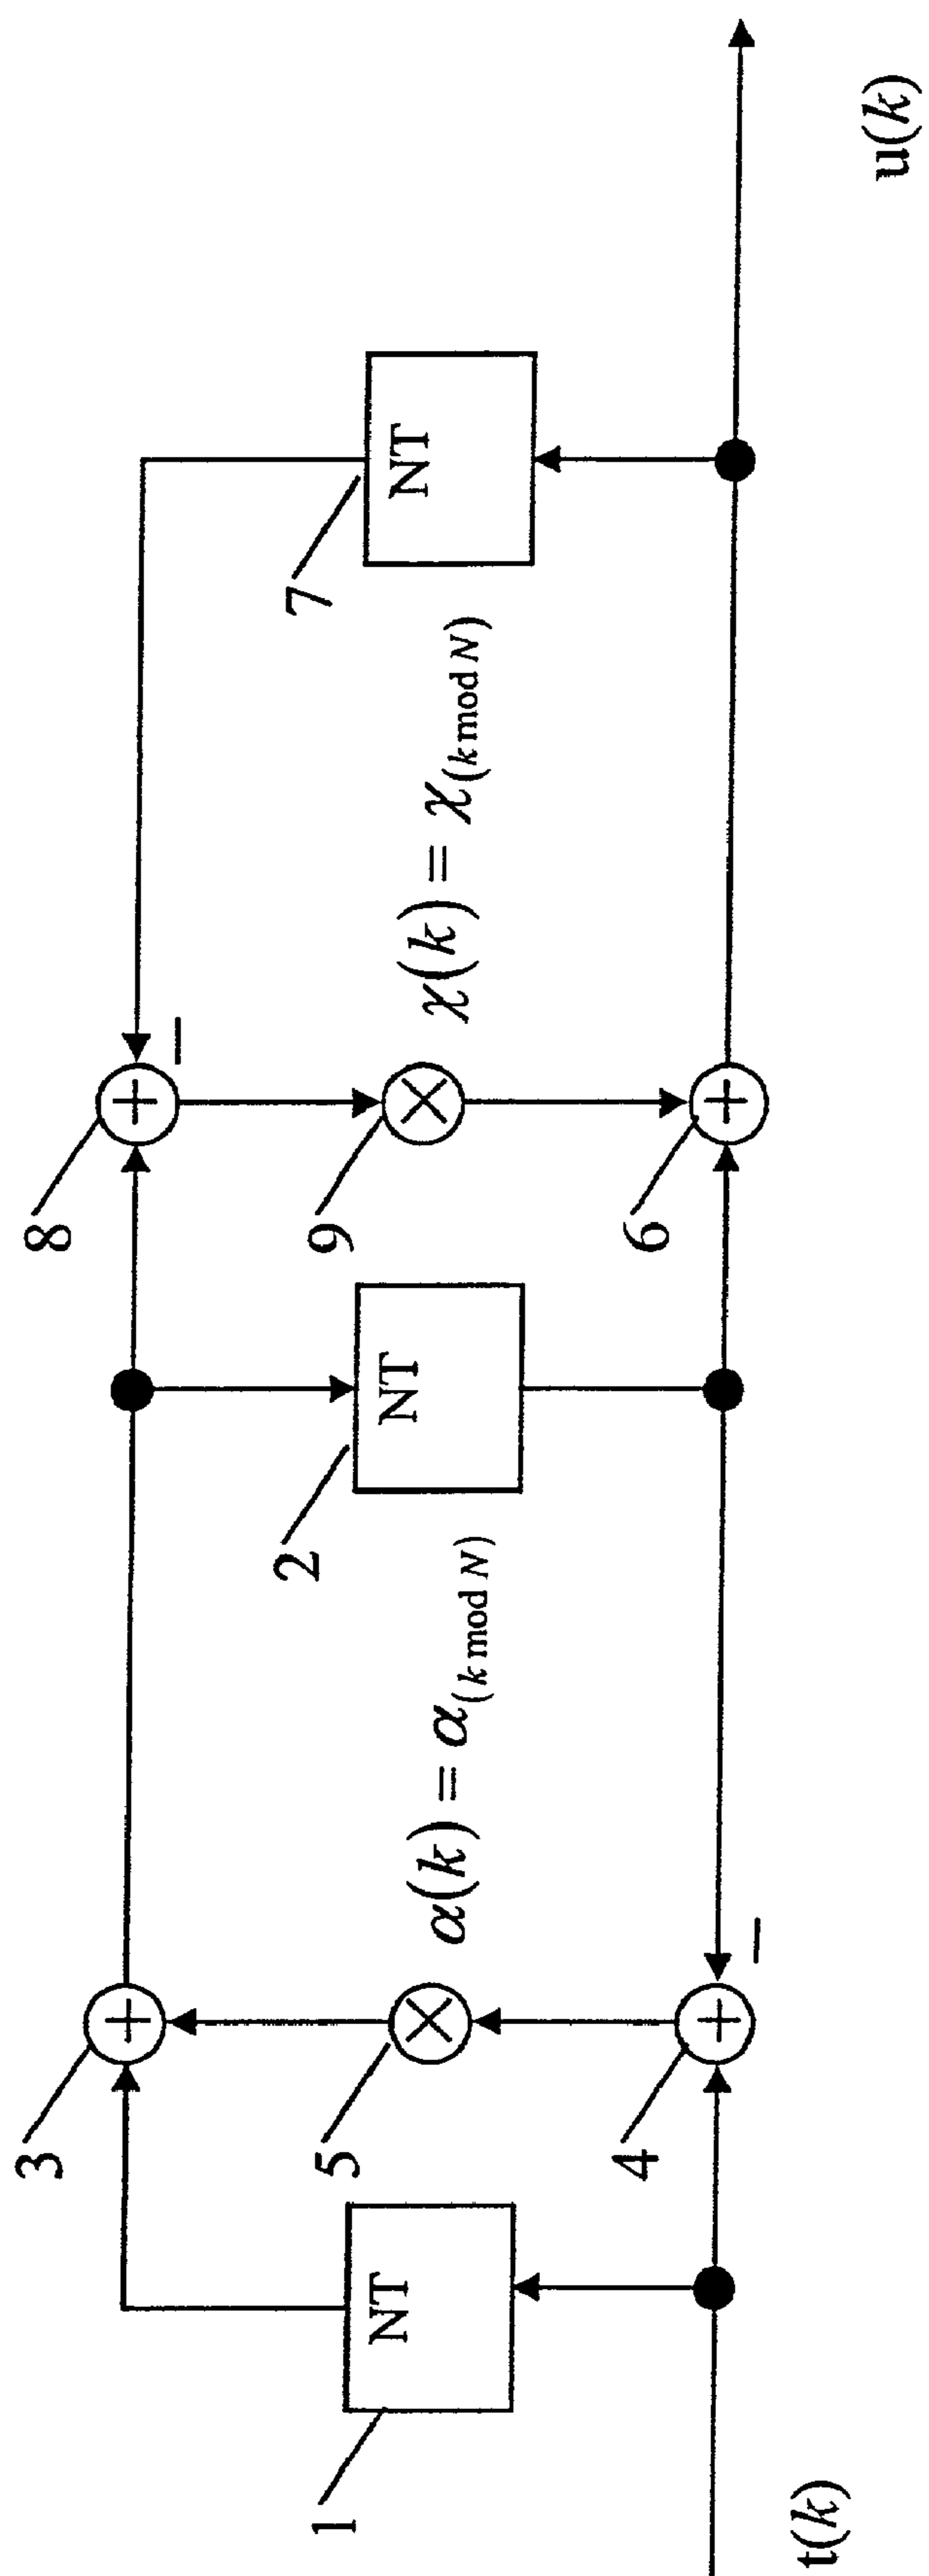 t(k)
1
NT
3
5
4
α(k) = α(k mod N)
2
NT
8
9
6
χ(k) = χ(k mod N)
7
NT
u(k)